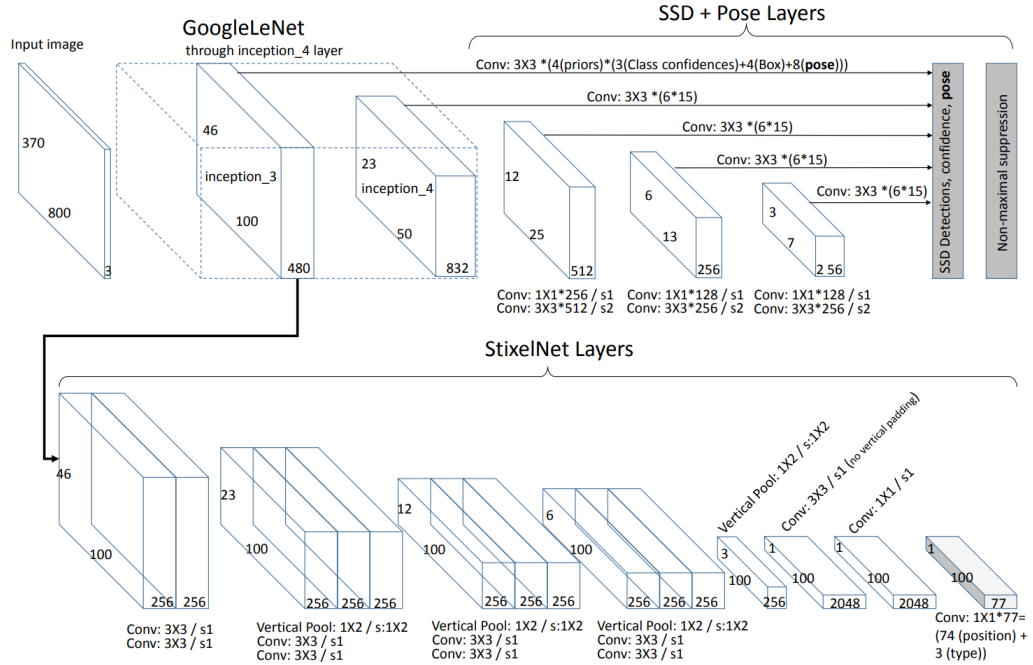 GoogleLeNet
through inception_4 layer
SSD + Pose Layers
Input image
Conv: 3X3 *(4(priors)*(3(Class confidences)+4(Box)+8(pose)))
Conv: 3X3 *(6*15)
Conv: 3X3 *(6*15)
Conv: 3X3 *(6*15)
Conv: 3X3 *(6*15)
370
800
3
46
inception_3
100
480
23
inception_4
50
832
12
25
512
6
13
256
3
7
2 56
SSD Detections, confidence, pose
Non-maximal suppression
Conv: 1X1*256 / s1
Conv: 3X3*512 / s2
Conv: 1X1*128 / s1
Conv: 3X3*256 / s2
Conv: 1X1*128 / s1
Conv: 3X3*256 / s2
StixelNet Layers
46
100
256 256
23
100
256 256 256
12
100
256 256 256
6
100
256 256 256
Vertical Pool: 1X2 / s:1X2
3
100
256
Conv: 3X3 / s1 (no vertical padding)
1
100
2048
Conv: 1X1 / s1
1
100
2048
1
100
77
Conv: 3X3 / s1
Conv: 3X3 / s1
Vertical Pool: 1X2 / s:1X2
Conv: 3X3 / s1
Conv: 3X3 / s1
Vertical Pool: 1X2 / s:1X2
Conv: 3X3 / s1
Conv: 3X3 / s1
Vertical Pool: 1X2 / s:1X2
Conv: 3X3 / s1
Conv: 3X3 / s1
Conv: 1X1*77=
(74 (position) +
3 (type))